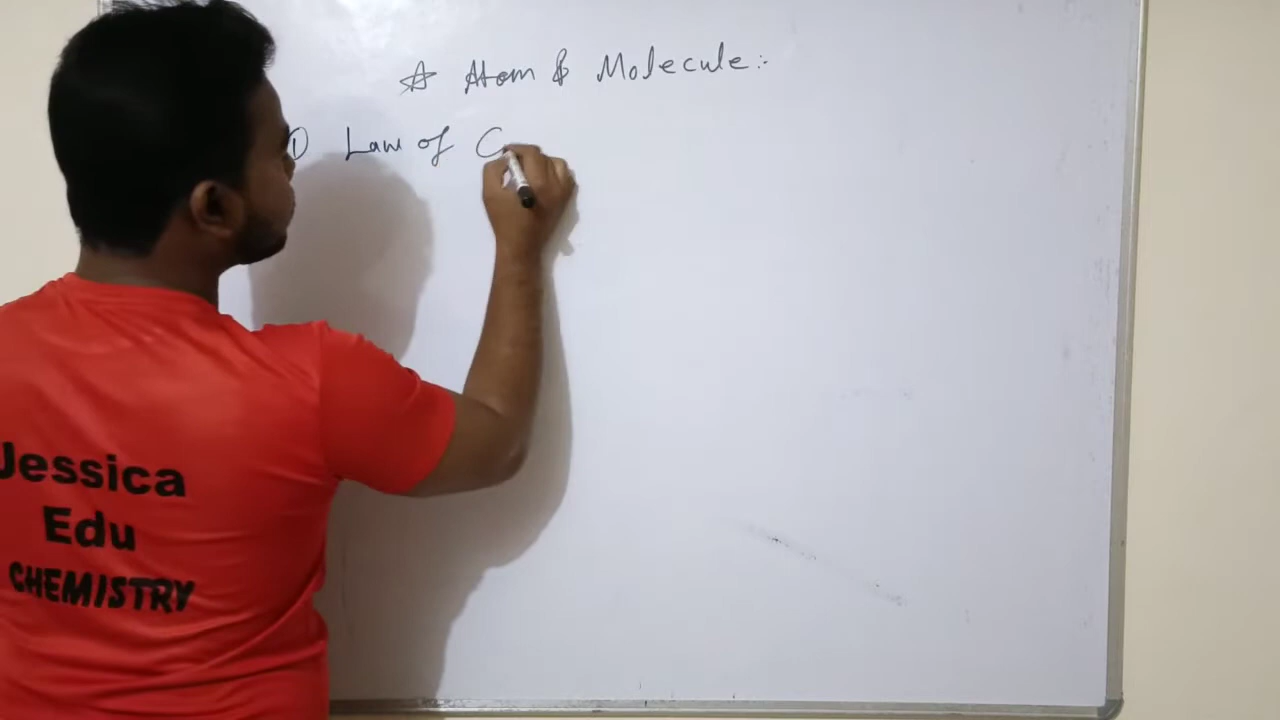 ☆ Atom & Molecule:-
① Law of C
Jessica
Edu
CHEMISTRY